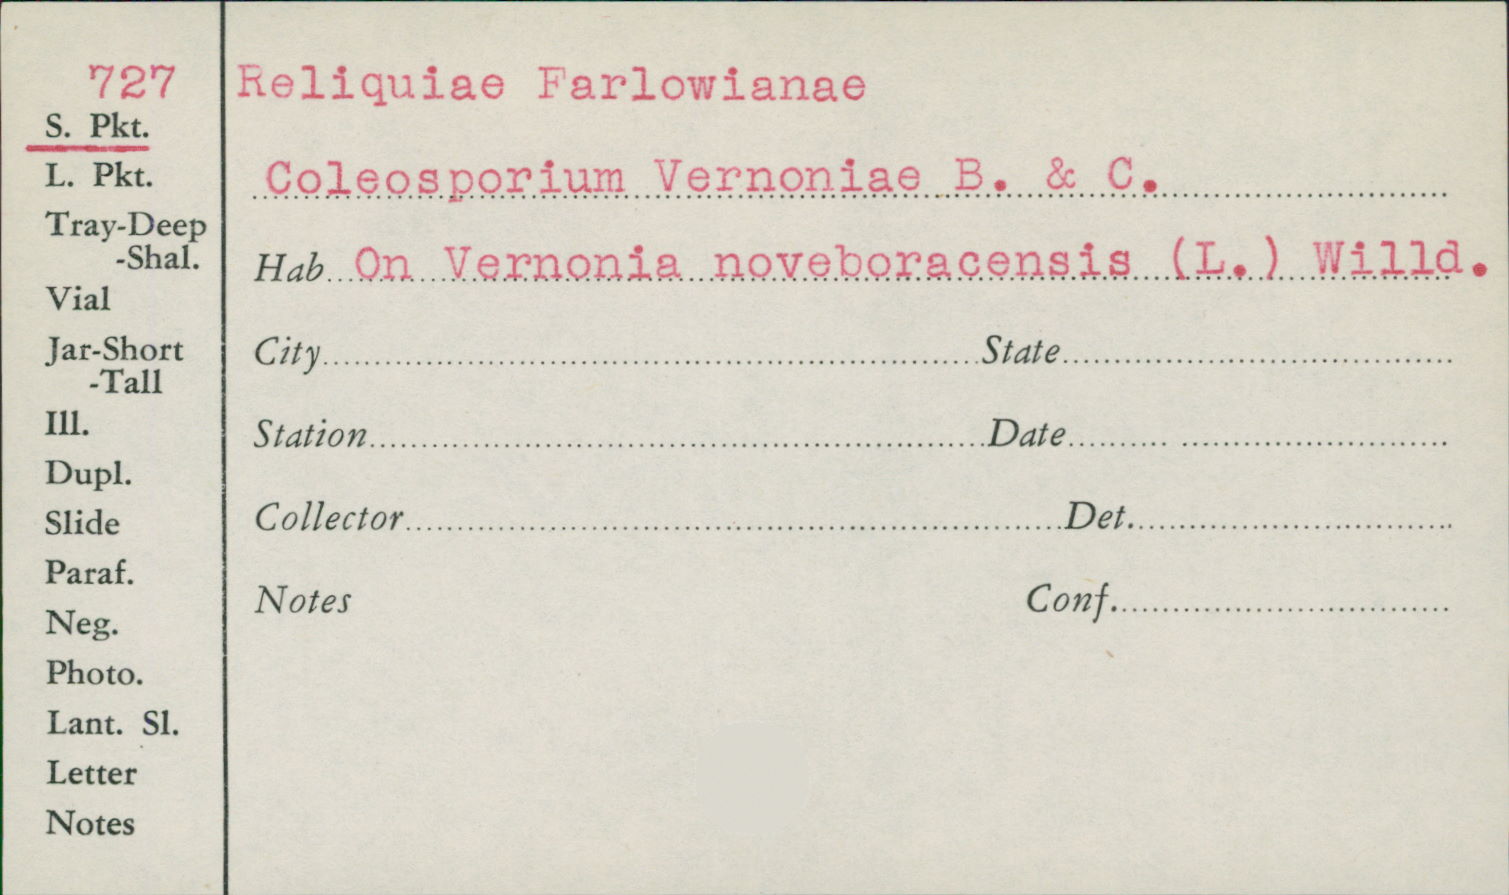 727
S. Pkt.
L. Pkt.
Tray-Deep
-Shal.
Vial
Jar-Short
-Tall
Ill.
Dupl.
Slide
Paraf.
Neg.
Photo.
Lant. Sl.
Letter
Notes
Reliquiae Farlowianae
Coleosporium Vernoniae B. & C.
Hab On Vernonia noveboracensis (L.) Willd.
City State
Station Date
Collector Det.
Notes Conf.